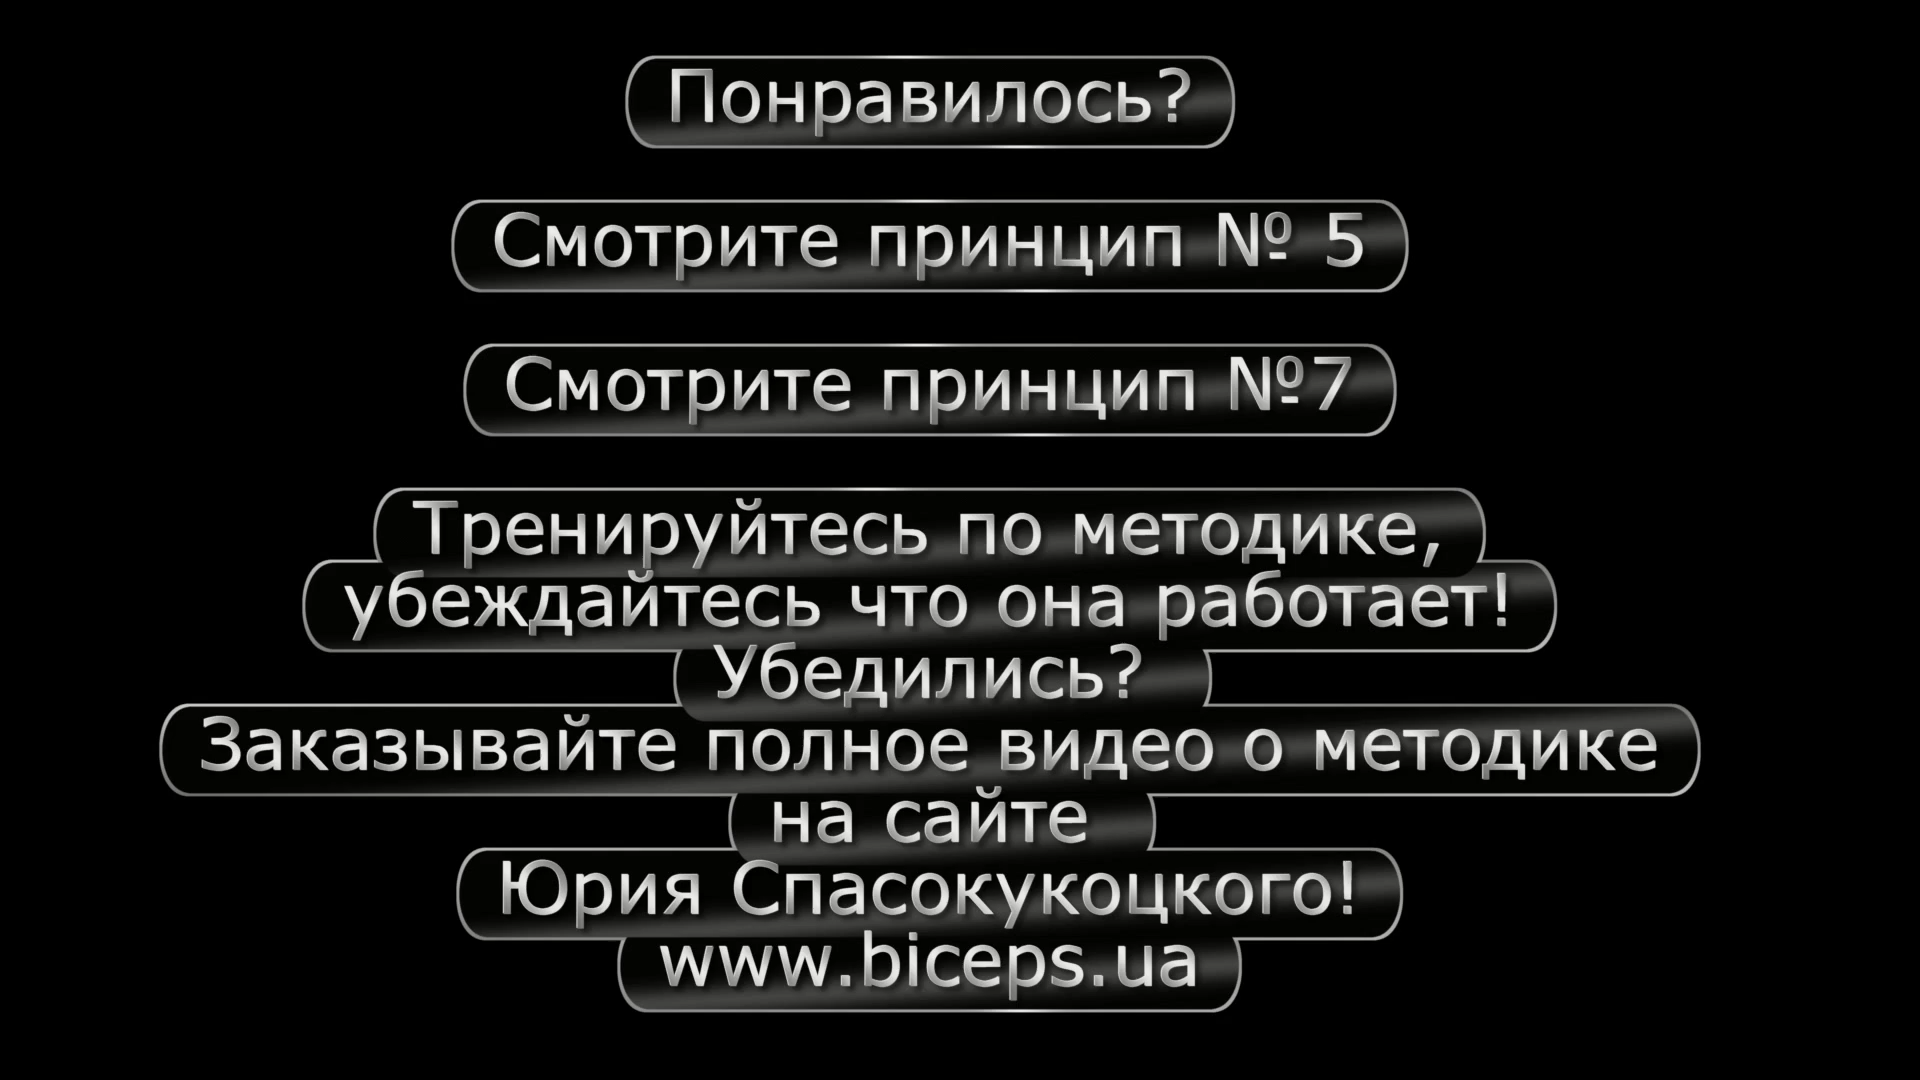 Понравилось?
Смотрите принцип № 5
Смотрите принцип №7
Тренируйтесь по методике,
убеждайтесь что она работает!
Убедились?
Заказывайте полное видео о методике
на сайте
Юрия Спасокукоцкого!
www.biceps.ua